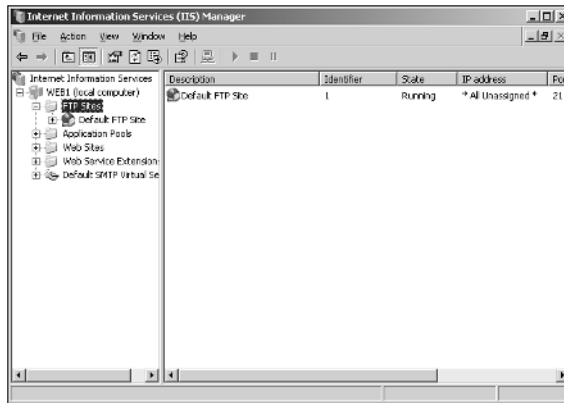 Internet Information Services (IIS) Manager
File Action View Window Help
Internet Information Services
WEB1 (local computer)
FTP Sites
Default FTP Site
Application Pools
Web Sites
Web Service Extension
Default SMTP Virtual Se
Description Identifier State IP address Po
Default FTP Site 1 Running * All Unassigned * 21